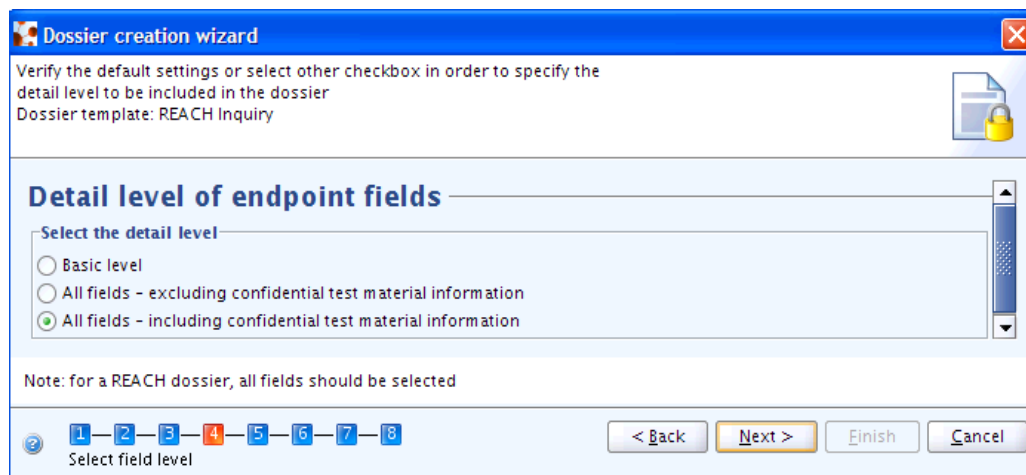 Dossier creation wizard
Verify the default settings or select other checkbox in order to specify the
detail level to be included in the dossier
Dossier template: REACH Inquiry
Detail level of endpoint fields
Select the detail level
Basic level
All fields - excluding confidential test material information
All fields - including confidential test material information
Note: for a REACH dossier, all fields should be selected
1 2 3 4 5 6 7 8
Select field level
< Back Next > Finish Cancel